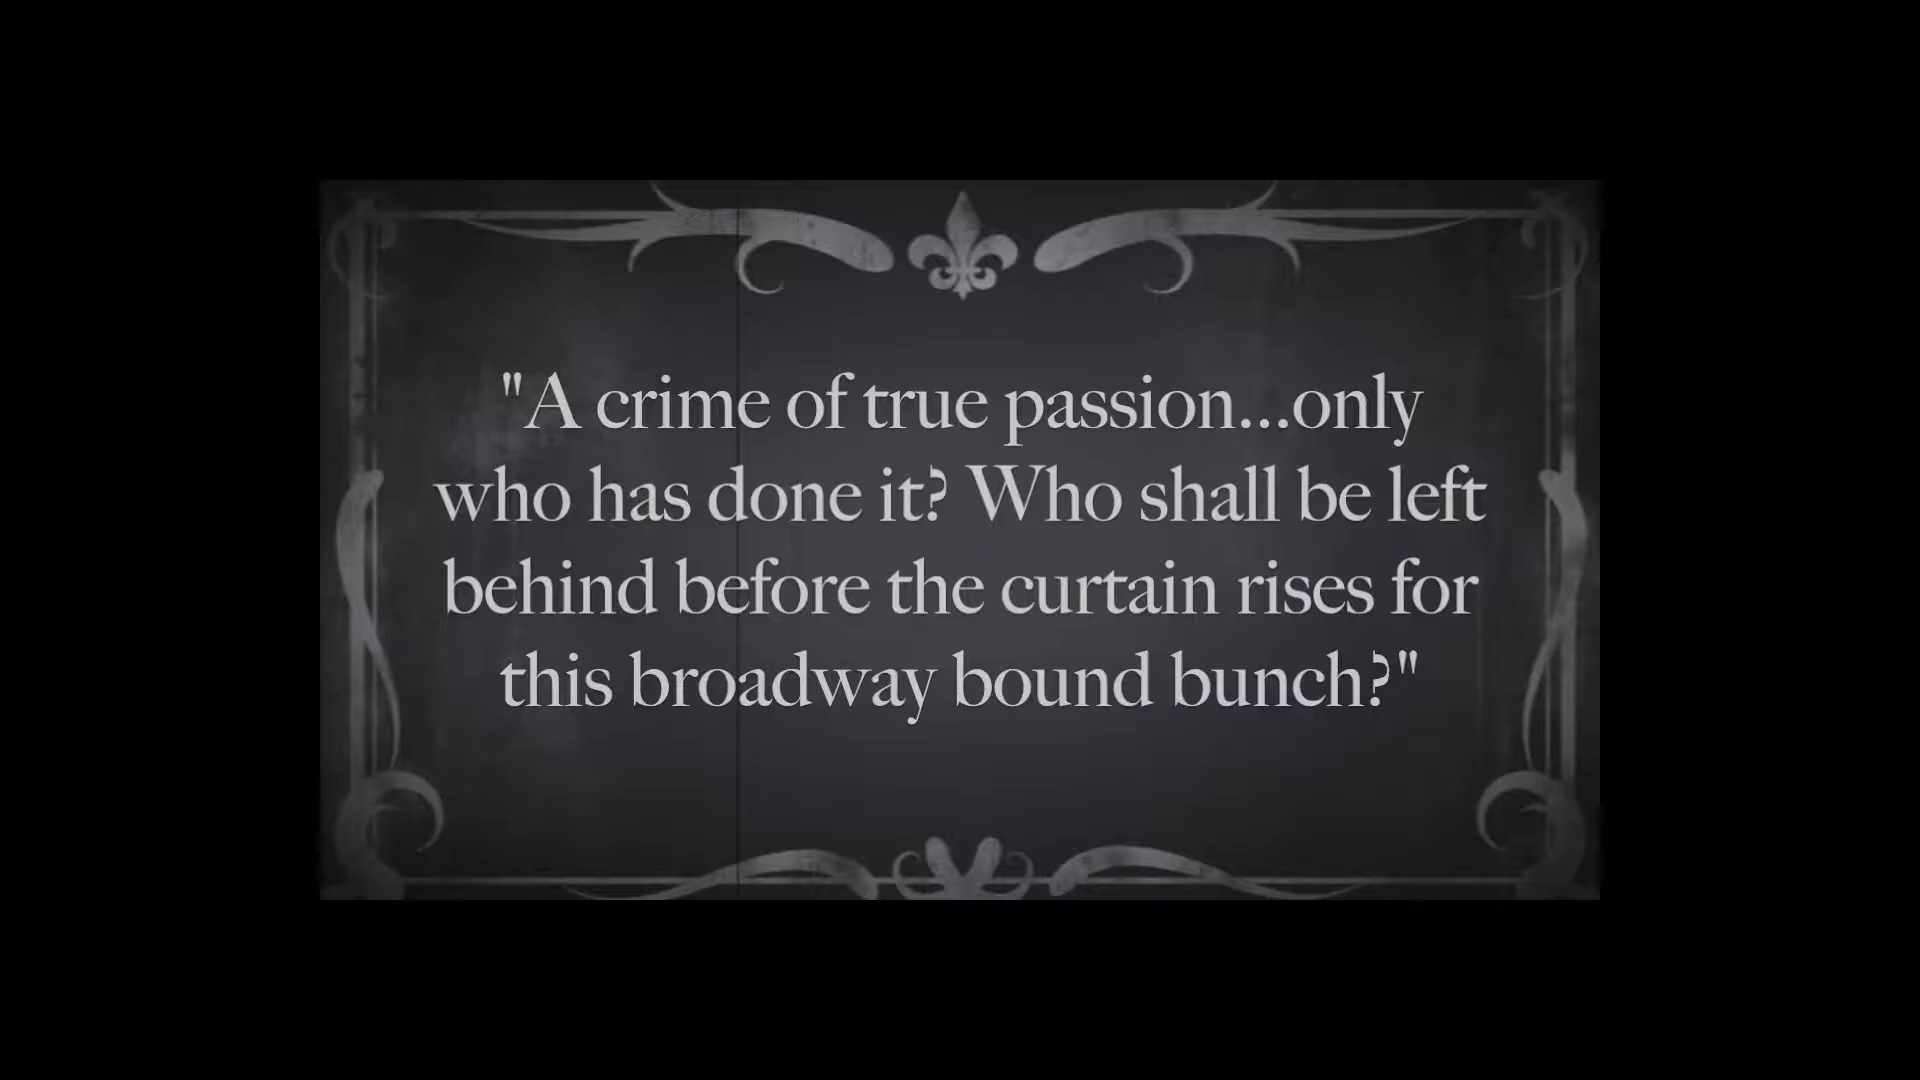 "A crime of true passion...only
who has done it? Who shall be left
behind before the curtain rises for
this broadway bound bunch?"